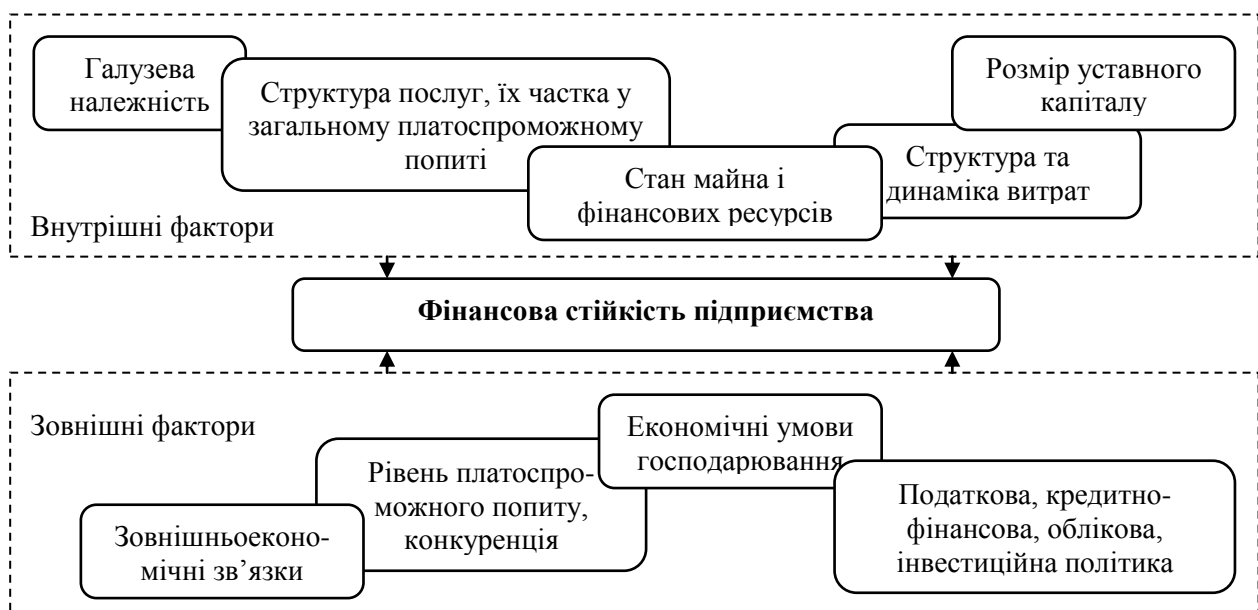 Галузева
належність
Структура послуг, їх частка у
загальному платоспроможному
попиті
Стан майна і
фінансових ресурсів
Структура та
динаміка витрат
Розмір уставного
капіталу
Внутрішні фактори
Фінансова стійкість підприємства
Зовнішні фактори
Зовнішньоеконо-
мічні зв’язки
Рівень платоспро-
можного попиту,
конкуренція
Економічні умови
господарювання
Податкова, кредитно-
фінансова, облікова,
інвестиційна політика